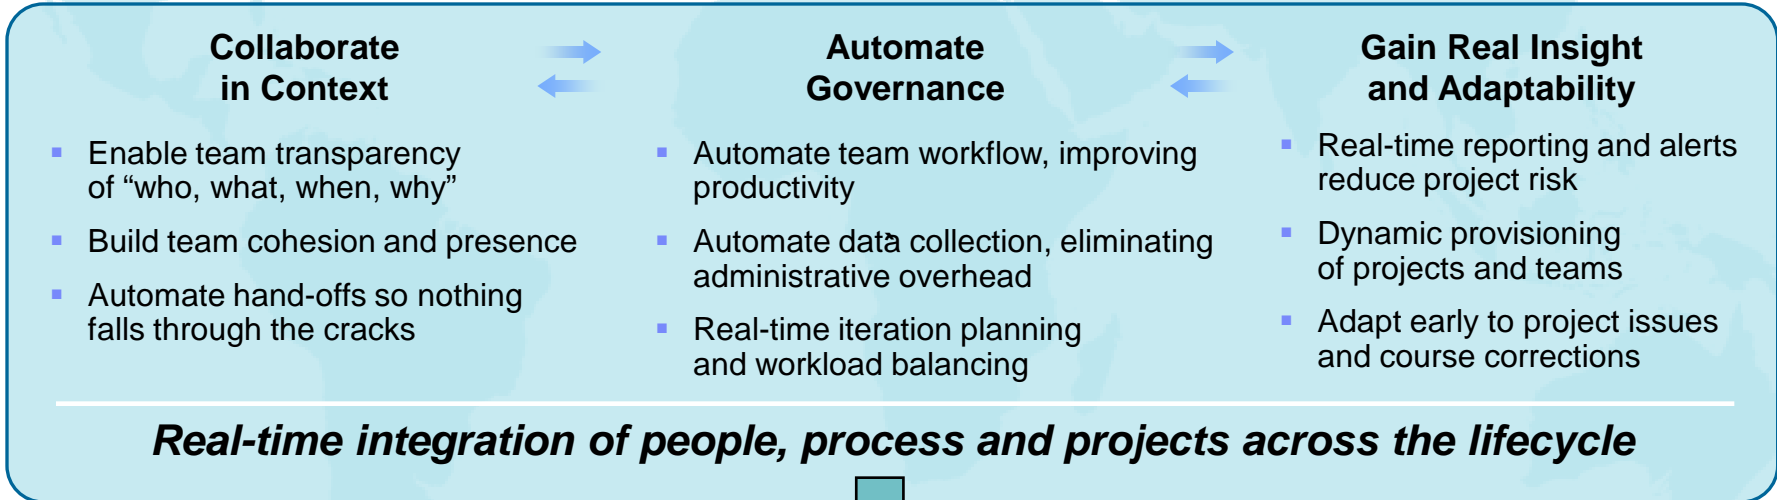 Collaborate
in Context
Enable team transparency
of “who, what, when, why”
Build team cohesion and presence
Automate hand-offs so nothing
falls through the cracks
Automate
Governance
Automate team workflow, improving
productivity
Automate data collection, eliminating
administrative overhead
Real-time iteration planning
and workload balancing
Gain Real Insight
and Adaptability
Real-time reporting and alerts
reduce project risk
Dynamic provisioning
of projects and teams
Adapt early to project issues
and course corrections
Real-time integration of people, process and projects across the lifecycle